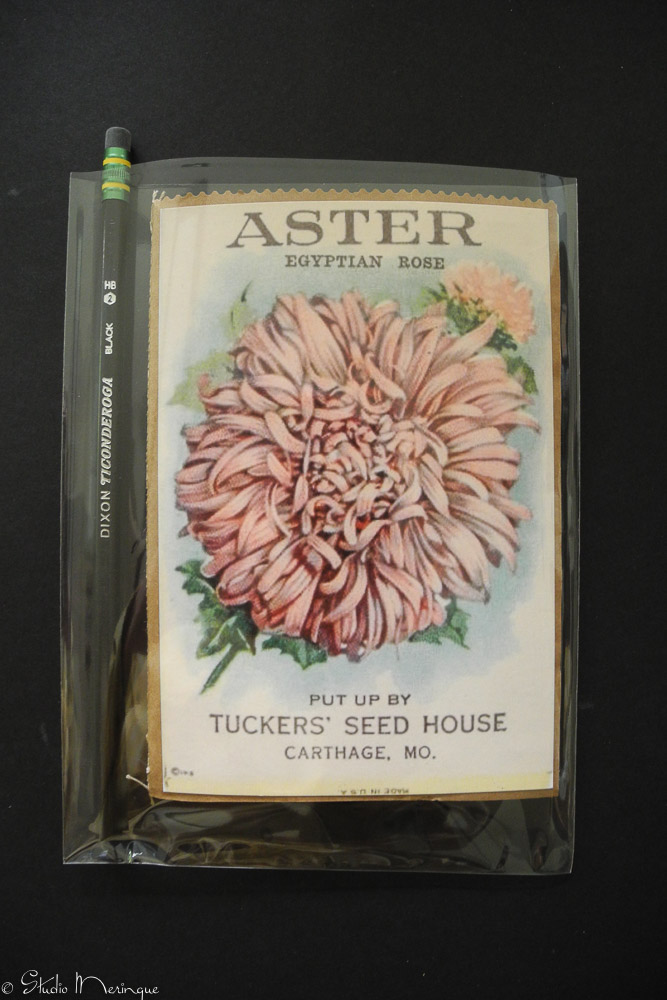 ASTER
EGYPTIAN ROSE
PUT UP BY
TUCKERS' SEED HOUSE
CARTHAGE, MO.
MADE IN U.S.A
DIXON TICONDEROGA BLACK 2 HB
© Studio Meringue